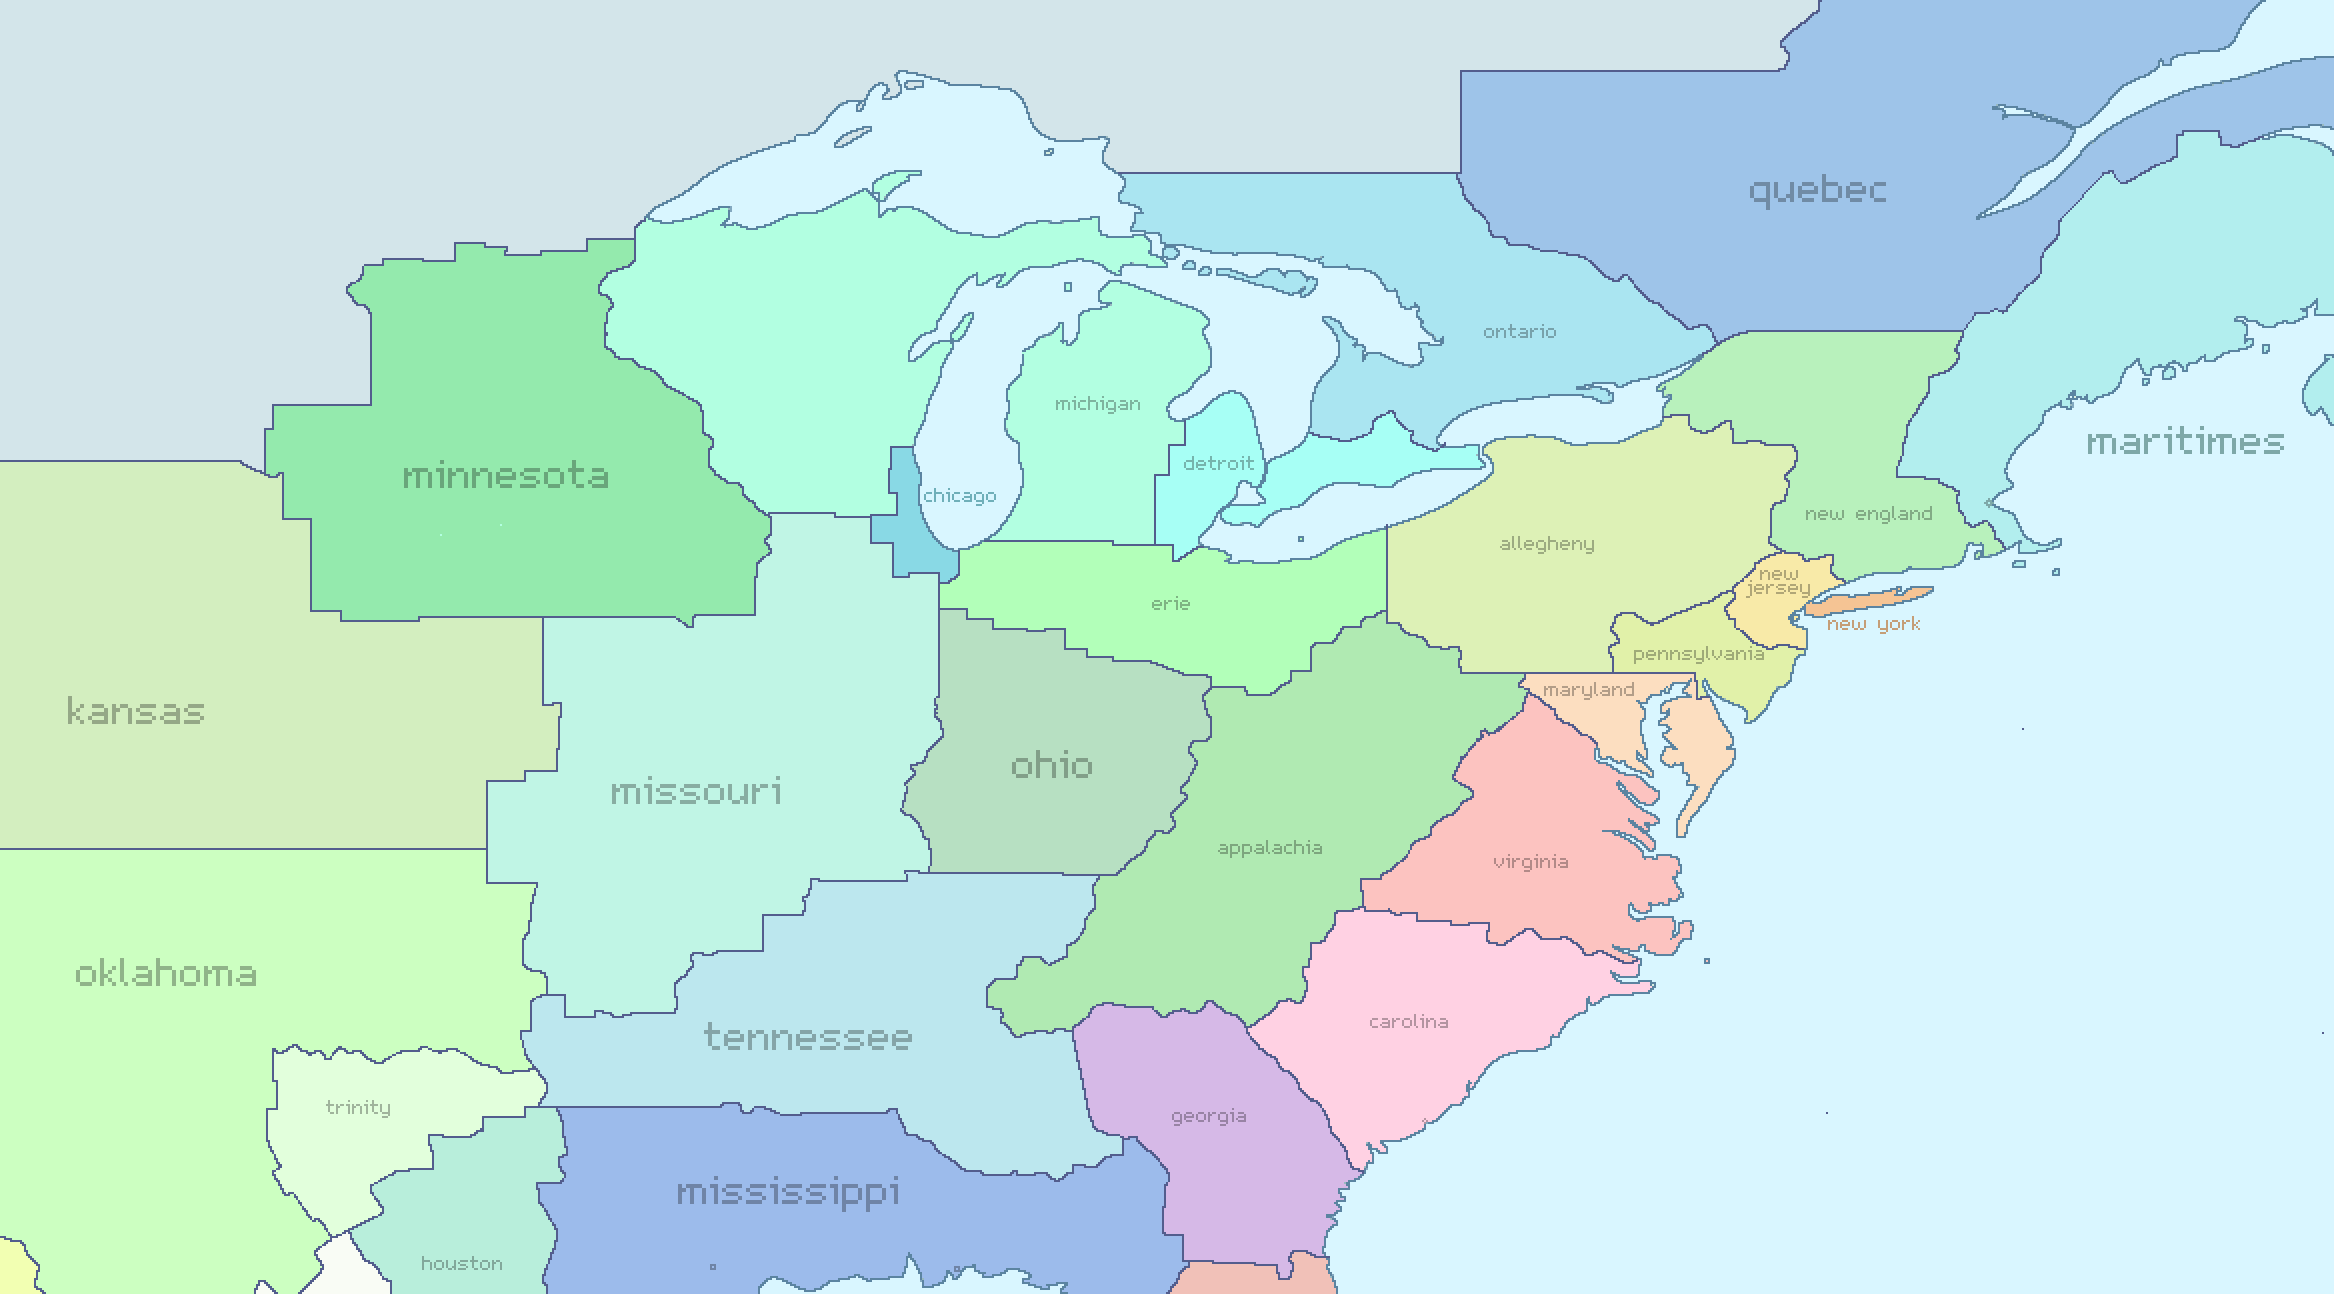 quebec
ontario
michigan
maritimes
minnesota
detroit
chicago
new england
allegheny
new
jersey
erie
new york
pennsylvania
maryland
kansas
ohio
missouri
appalachia
virginia
oklahoma
carolina
tennessee
trinity
georgia
mississippi
houston